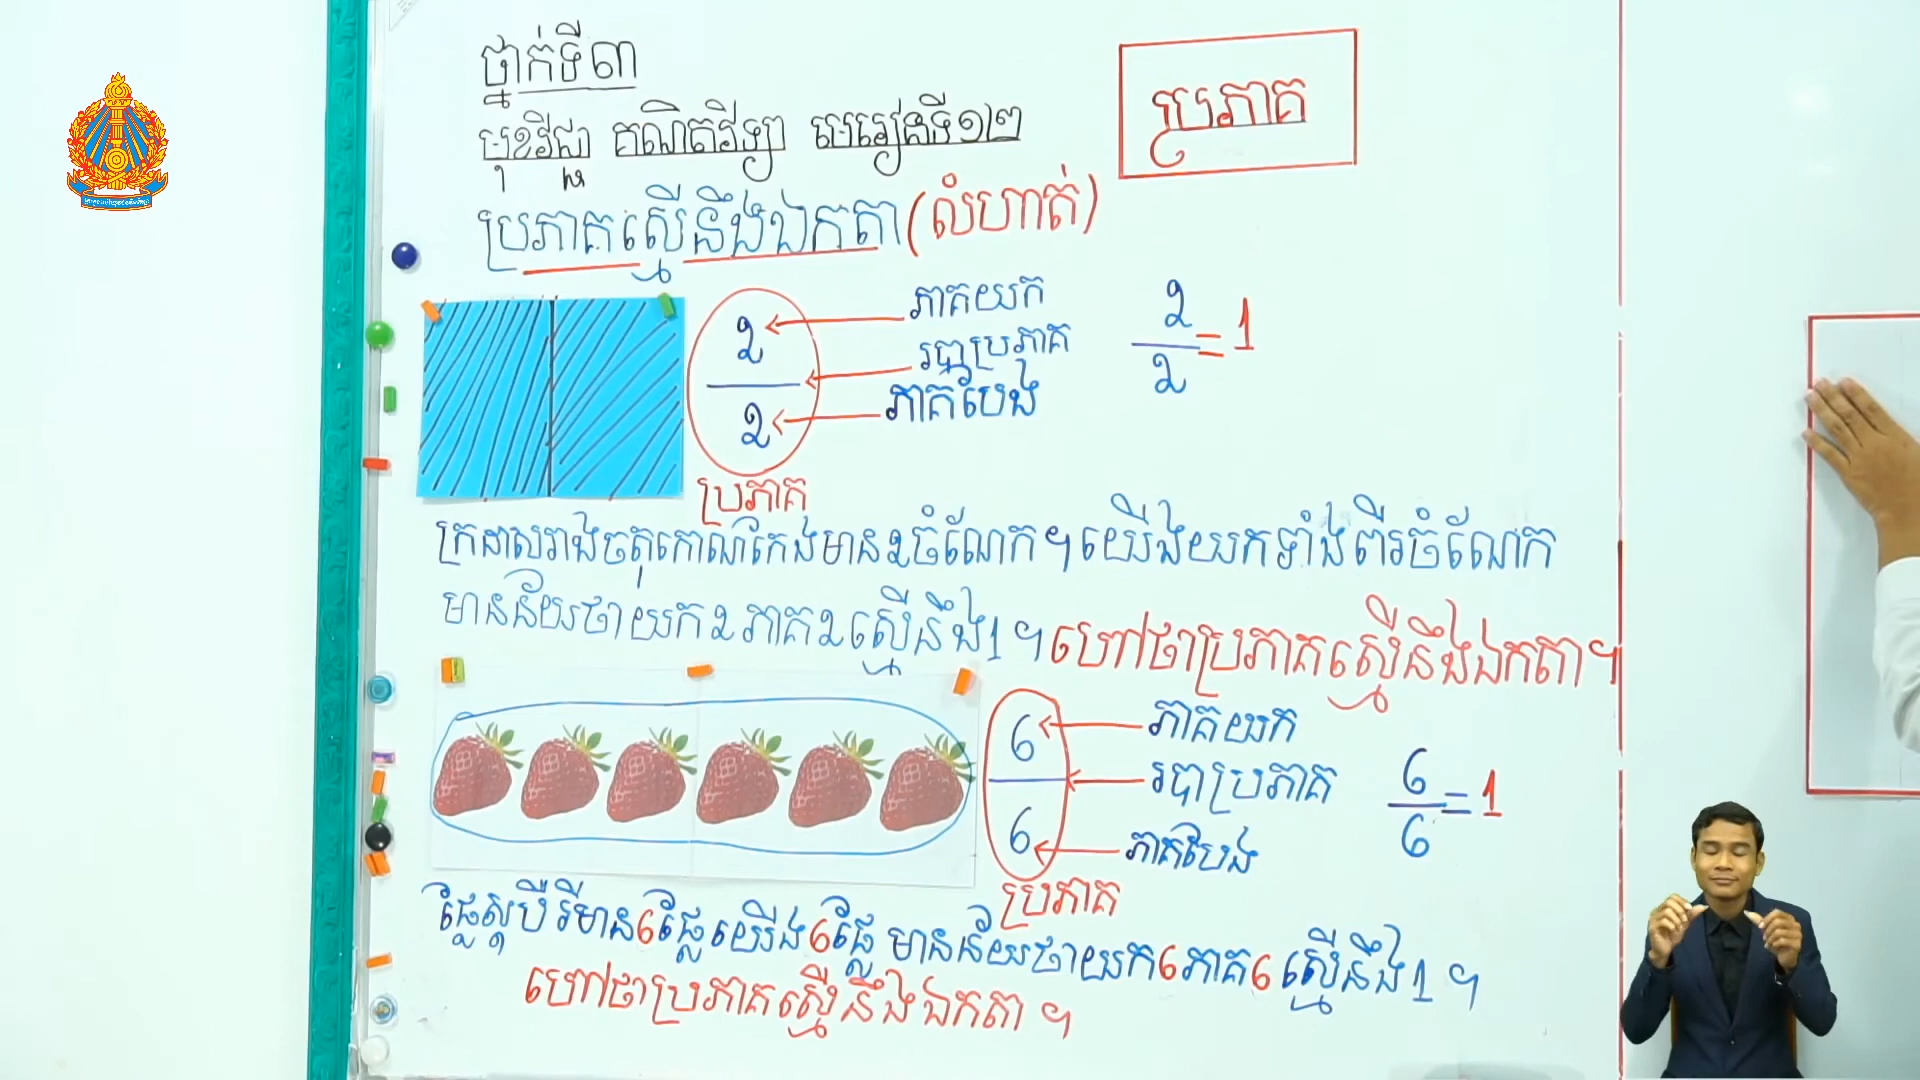 ថ្នាក់ទី៣
ប្រភាគ
មុខវិជ្ជា គណិតវិទ្យា មេរៀនទី១២
ប្រភាគស្មើនឹងឯកតា(លំហាត់)
2 ភាគយក
របារប្រភាគ
2 ភាគបែង
2/2 = 1
ប្រភាគ
ក្រដាសរាងចតុកោណកែងមាន2ចំណែក។ យើងយកទាំងពីរចំណែក
មានន័យថាយក2ភាគ2ស្មើនឹង1 ។ ហៅថាប្រភាគស្មើនឹងឯកតា។
6 ភាគយក
របាប្រភាគ
6 ភាគបែង
6/6 = 1
ប្រភាគ
ផ្លែស្តបឺរីមាន6ផ្លែ យើង6ផ្លែ មានន័យថាយក6ភាគ6 ស្មើនឹង1 ។
ហៅថាប្រភាគស្មើនឹងឯកតា ។